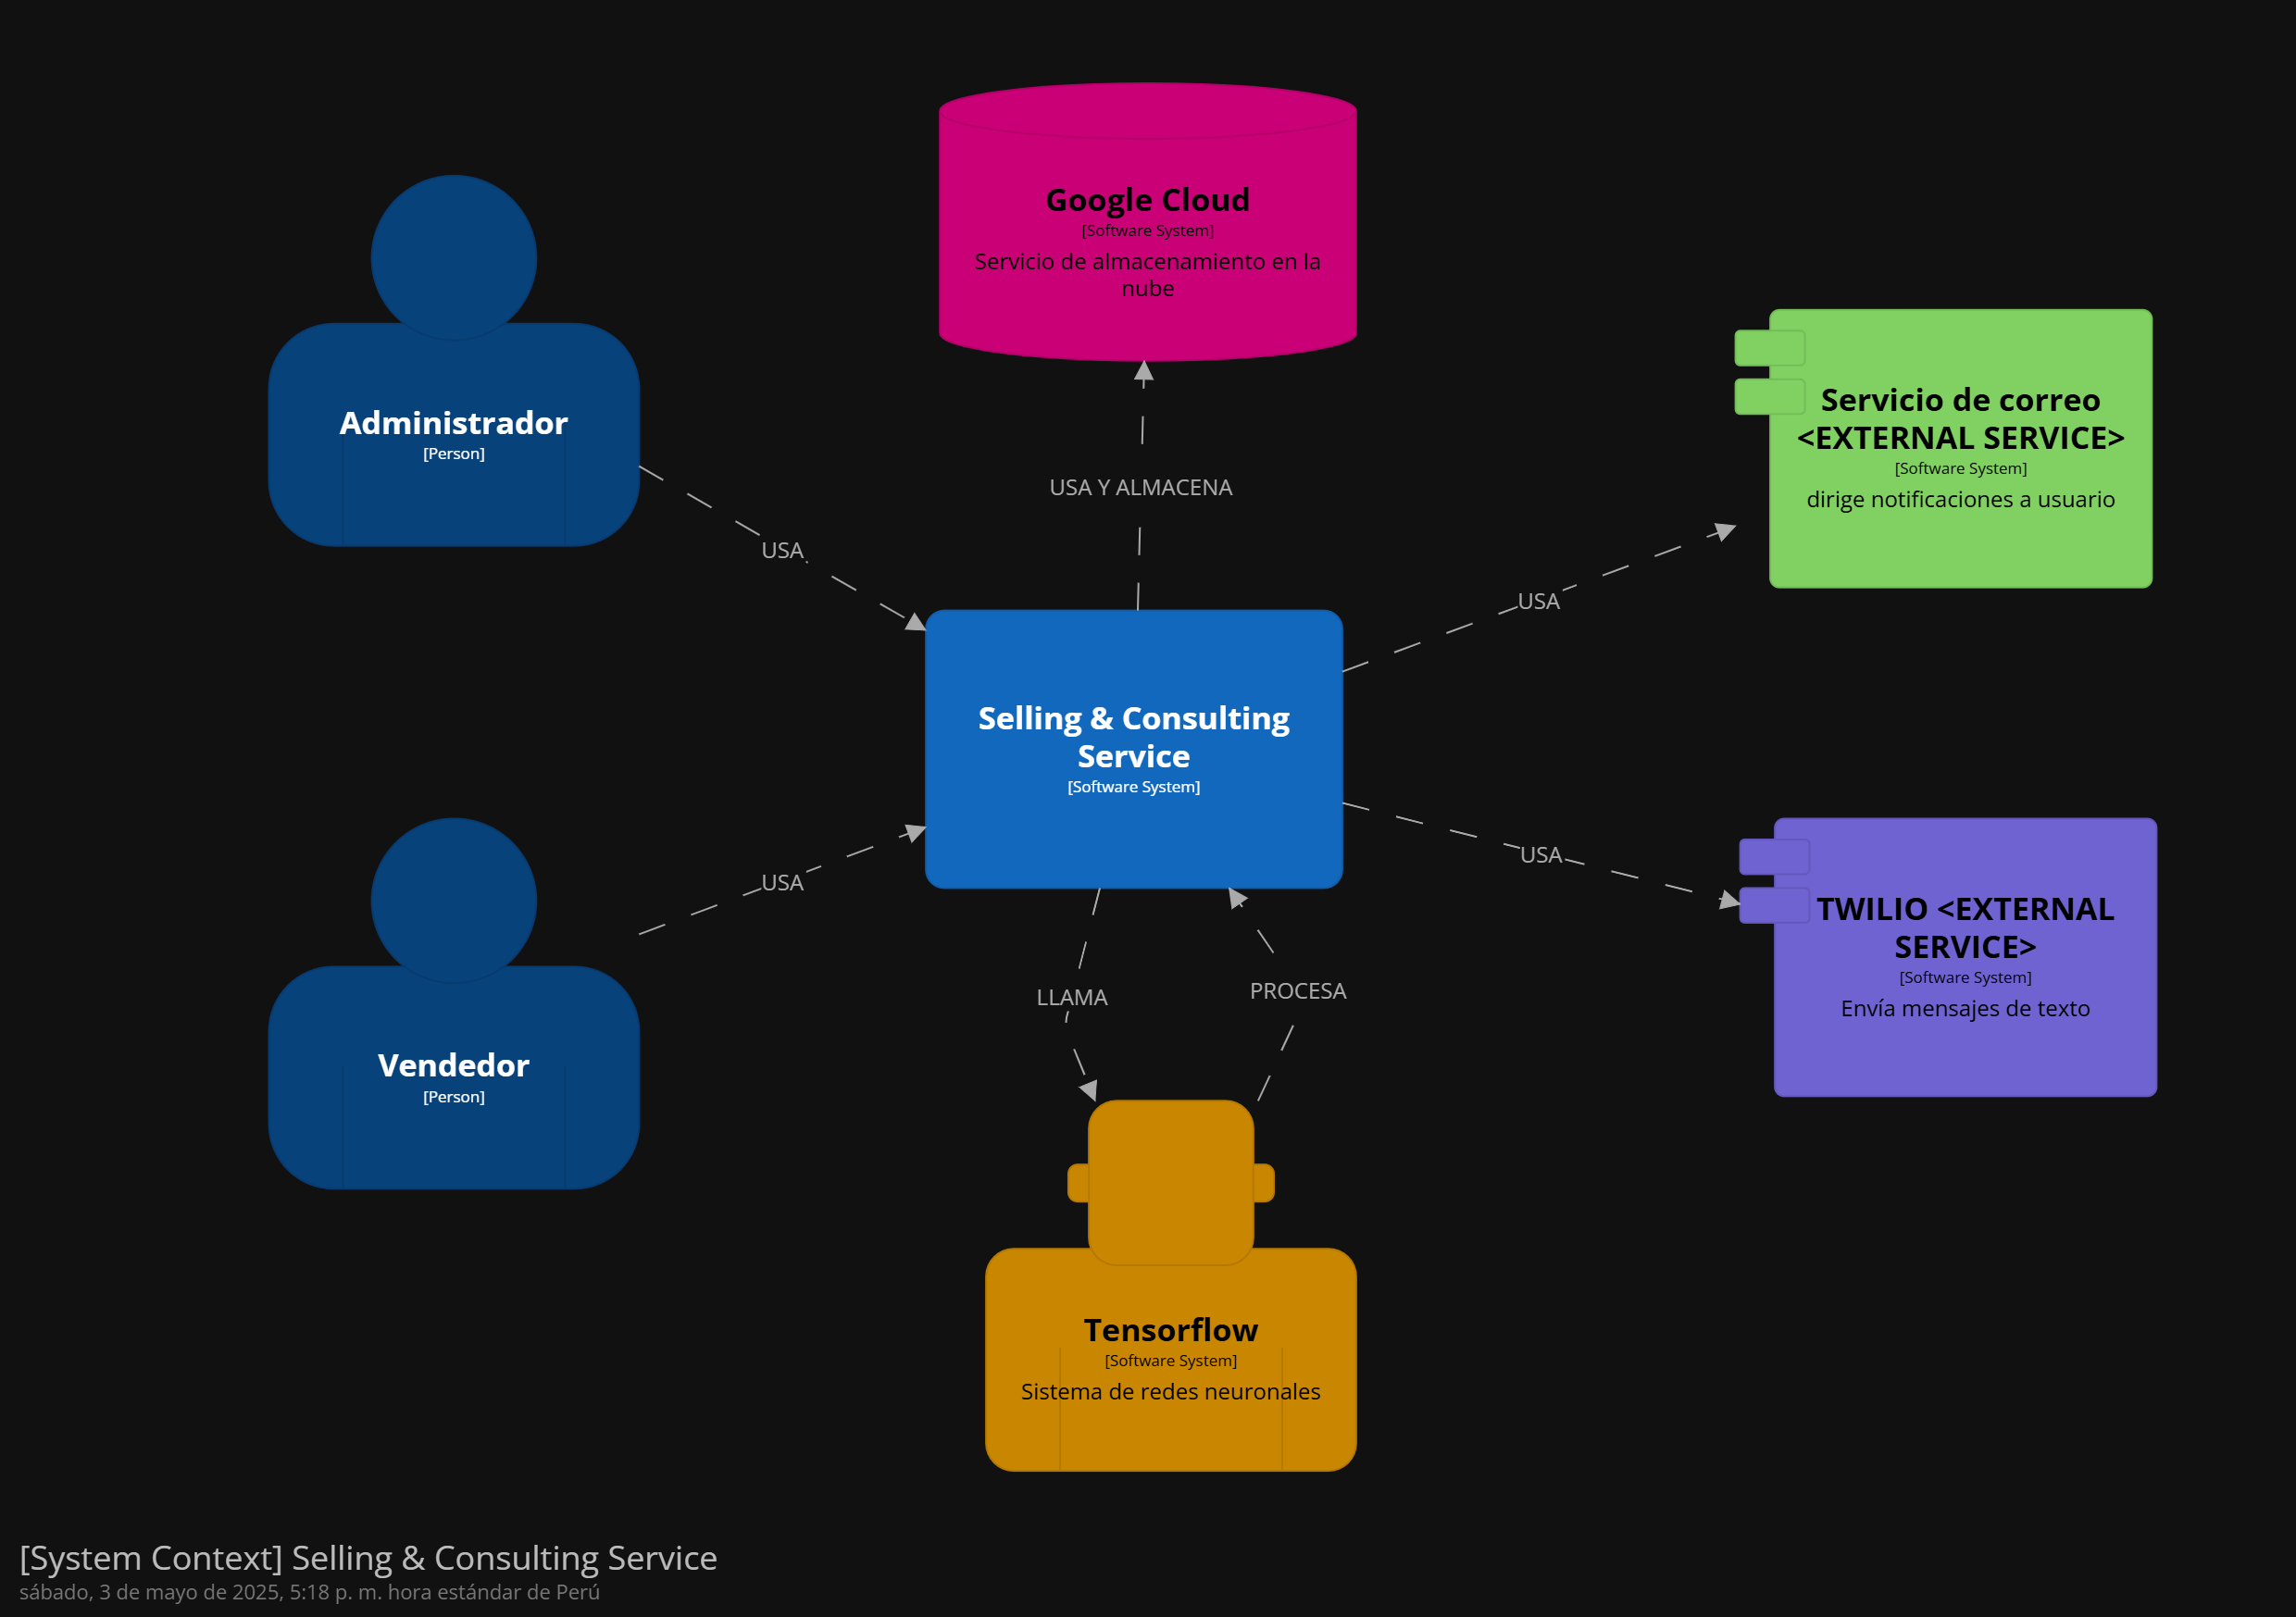 Google Cloud
[Software System]
Servicio de almacenamiento en la
nube
Administrador
[Person]
Servicio de correo
<EXTERNAL SERVICE>
[Software System]
dirige notificaciones a usuario
USA Y ALMACENA
USA
USA
Selling & Consulting
Service
[Software System]
USA
USA
TWILIO <EXTERNAL
SERVICE>
[Software System]
Envía mensajes de texto
Vendedor
[Person]
LLAMA
PROCESA
Tensorflow
[Software System]
Sistema de redes neuronales
[System Context] Selling & Consulting Service
sábado, 3 de mayo de 2025, 5:18 p. m. hora estándar de Perú